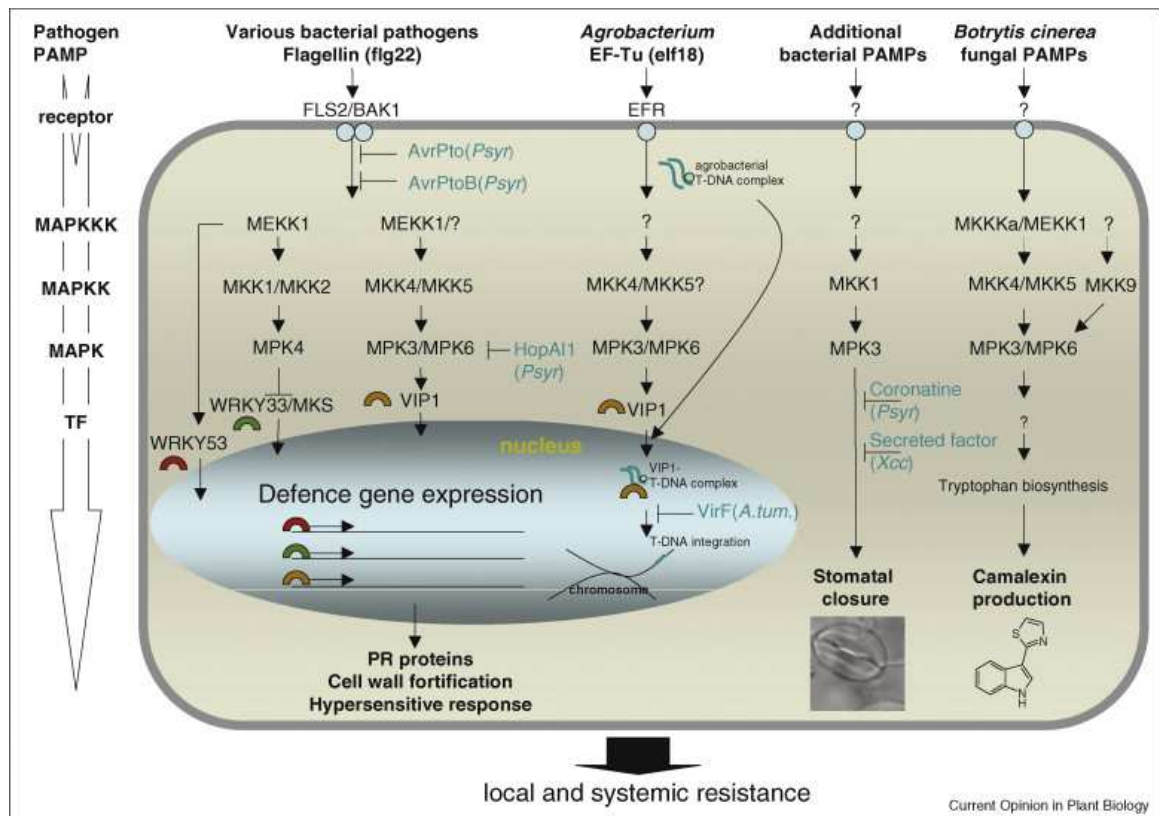 Pathogen
PAMP
Various bacterial pathogens
Flagellin (flg22)
Agrobacterium
EF-Tu (elf18)
Additional
bacterial PAMPs
Botrytis cinerea
fungal PAMPs
receptor
FLS2/BAK1
EFR
?
?
AvrPto(Psyr)
AvrPtoB(Psyr)
agrobacterial
T-DNA complex
MAPKKK
MEKK1
MEKK1/?
?
?
MKKKa/MEKK1
?
MAPKK
MKK1/MKK2
MKK4/MKK5
MKK4/MKK5?
MKK1
MKK4/MKK5
MKK9
MAPK
MPK4
MPK3/MPK6
HopAI1
(Psyr)
MPK3/MPK6
MPK3
MPK3/MPK6
TF
WRKY33/MKS
VIP1
VIP1
Coronatine
(Psyr)
?
WRKY53
nucleus
Secreted factor
(Xcc)
VIP1-
T-DNA complex
Tryptophan biosynthesis
Defence gene expression
VirF(A.tum.)
T-DNA integration
chromosome
Stomatal
closure
Camalexin
production
S
N
N
H
PR proteins
Cell wall fortification
Hypersensitive response
local and systemic resistance
Current Opinion in Plant Biology